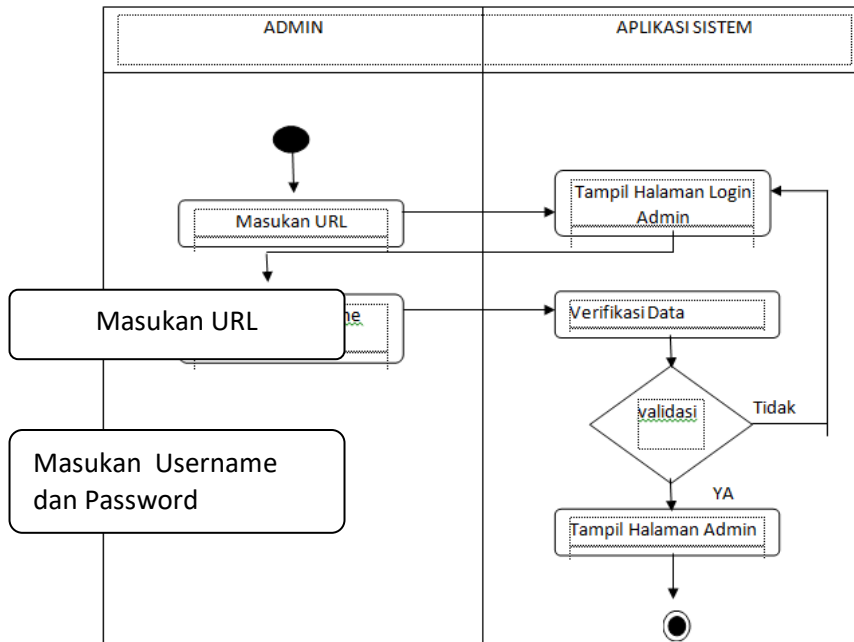 ADMIN
APLIKASI SISTEM
Masukan URL
Tampil Halaman Login
Admin
Masukan URL
Verifikasi Data
validasi
Tidak
Masukan Username
dan Password
YA
Tampil Halaman Admin